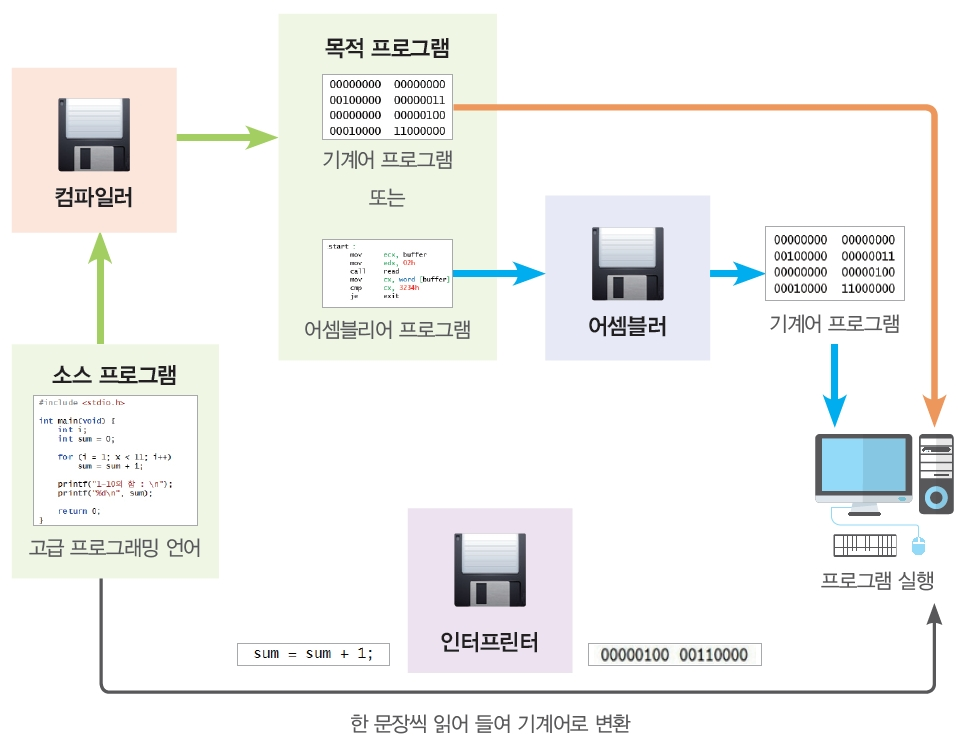 목적 프로그램
00000000 00000000
00100000 00000011
00000000 00000100
00010000 11000000
기계어 프로그램
또는
start :
mov ecx, buffer
mov edx, 02h
call read
mov cx, word [buffer]
cmp cx, 3234h
je exit
어셈블리어 프로그램
컴파일러
어셈블러
00000000 00000000
00100000 00000011
00000000 00000100
00010000 11000000
기계어 프로그램
소스 프로그램
#include <stdio.h>
int main(void) {
int i;
int sum = 0;
for (i = 1; x < 11; i++)
sum = sum + i;
printf("1-10의 합 : \n");
printf("%d\n", sum);
return 0;
}
고급 프로그래밍 언어
프로그램 실행
sum = sum + 1;
인터프린터
00000100 00110000
한 문장씩 읽어 들여 기계어로 변환